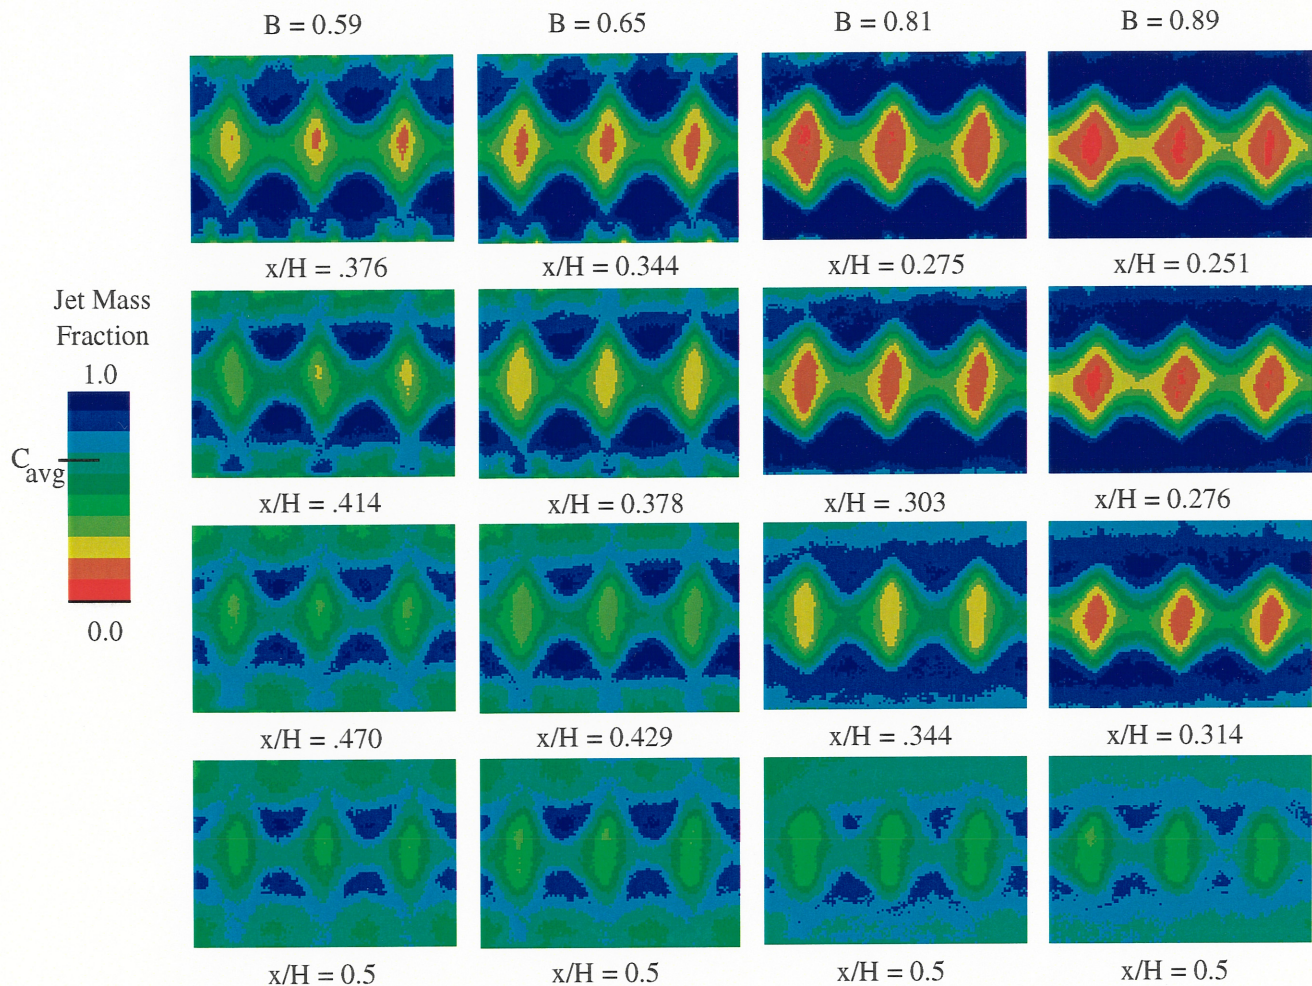 B = 0.59 B = 0.65 B = 0.81 B = 0.89
x/H = .376 x/H = 0.344 x/H = 0.275 x/H = 0.251
Jet Mass
Fraction
1.0
Cavg
0.0
x/H = .414 x/H = 0.378 x/H = .303 x/H = 0.276
x/H = .470 x/H = 0.429 x/H = .344 x/H = 0.314
x/H = 0.5 x/H = 0.5 x/H = 0.5 x/H = 0.5